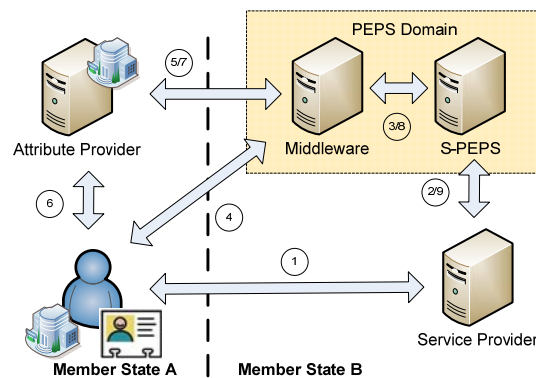 PEPS Domain
5/7
Attribute Provider
Middleware
3/8
S-PEPS
6
4
2/9
1
Service Provider
Member State A
Member State B